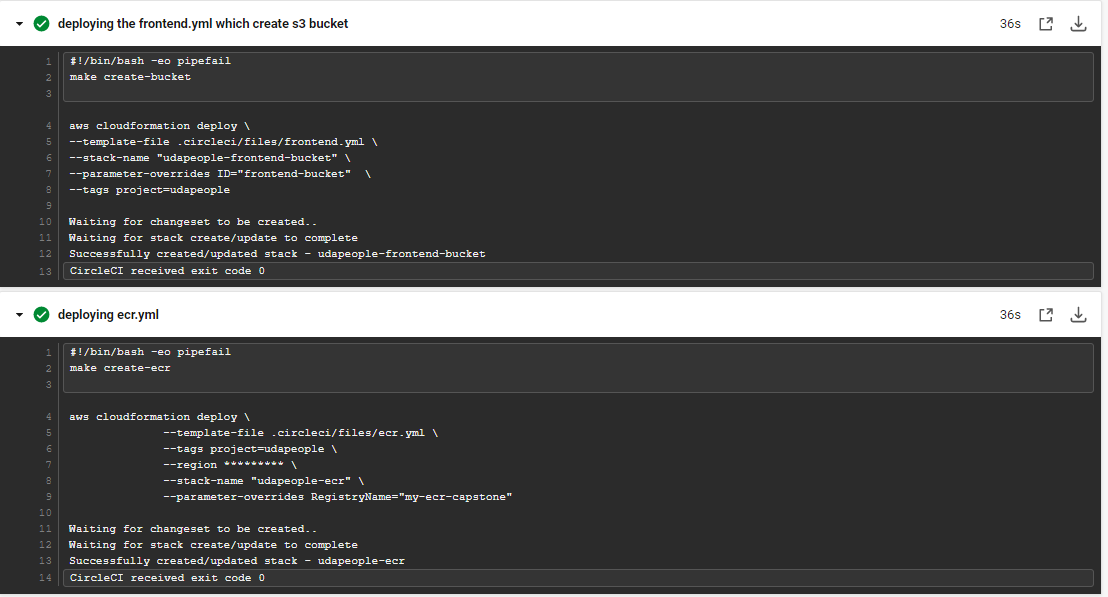 deploying the frontend.yml which create s3 bucket 36s
1 #!/bin/bash -eo pipefail
2 make create-bucket
3
4 aws cloudformation deploy \
5 --template-file .circleci/files/frontend.yml \
6 --stack-name "udapeople-frontend-bucket" \
7 --parameter-overrides ID="frontend-bucket"  \
8 --tags project=udapeople
9
10 Waiting for changeset to be created..
11 Waiting for stack create/update to complete
12 Successfully created/updated stack - udapeople-frontend-bucket
13 CircleCI received exit code 0
deploying ecr.yml 36s
1 #!/bin/bash -eo pipefail
2 make create-ecr
3
4 aws cloudformation deploy \
5 --template-file .circleci/files/ecr.yml \
6 --tags project=udapeople \
7 --region ********* \
8 --stack-name "udapeople-ecr" \
9 --parameter-overrides RegistryName="my-ecr-capstone"
10
11 Waiting for changeset to be created..
12 Waiting for stack create/update to complete
13 Successfully created/updated stack - udapeople-ecr
14 CircleCI received exit code 0